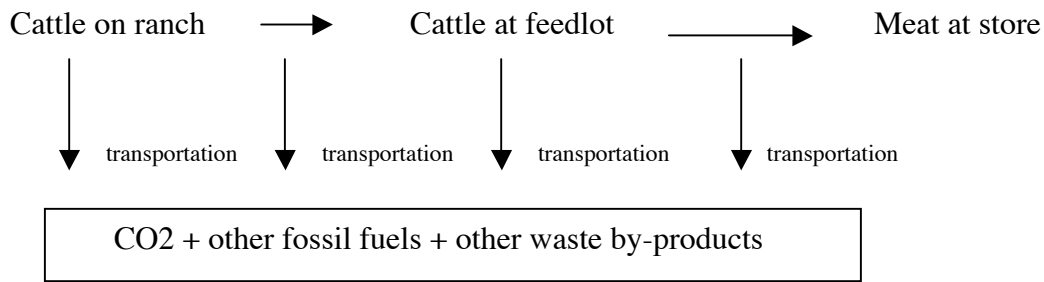 Cattle on ranch Cattle at feedlot Meat at store
transportation transportation transportation transportation
CO2 + other fossil fuels + other waste by-products